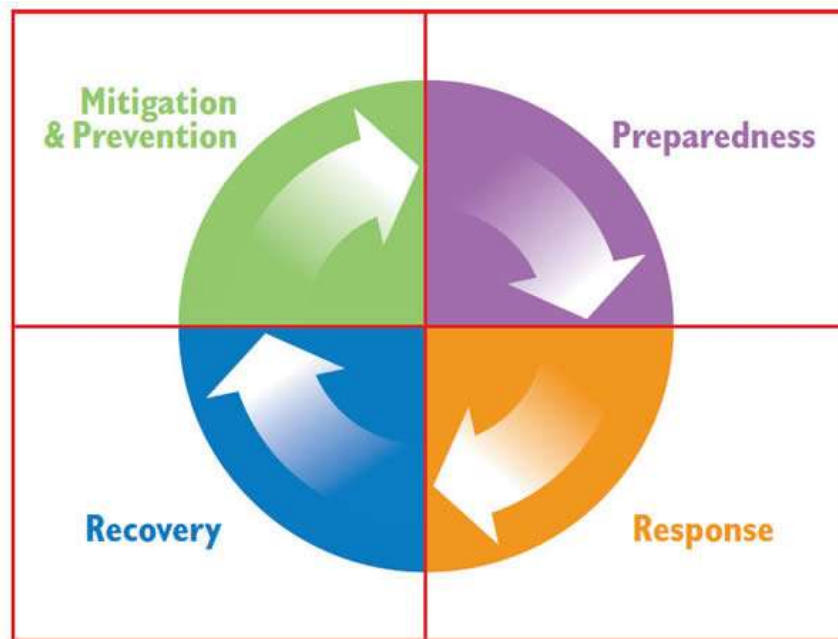 Mitigation
& Prevention
Preparedness
Recovery
Response